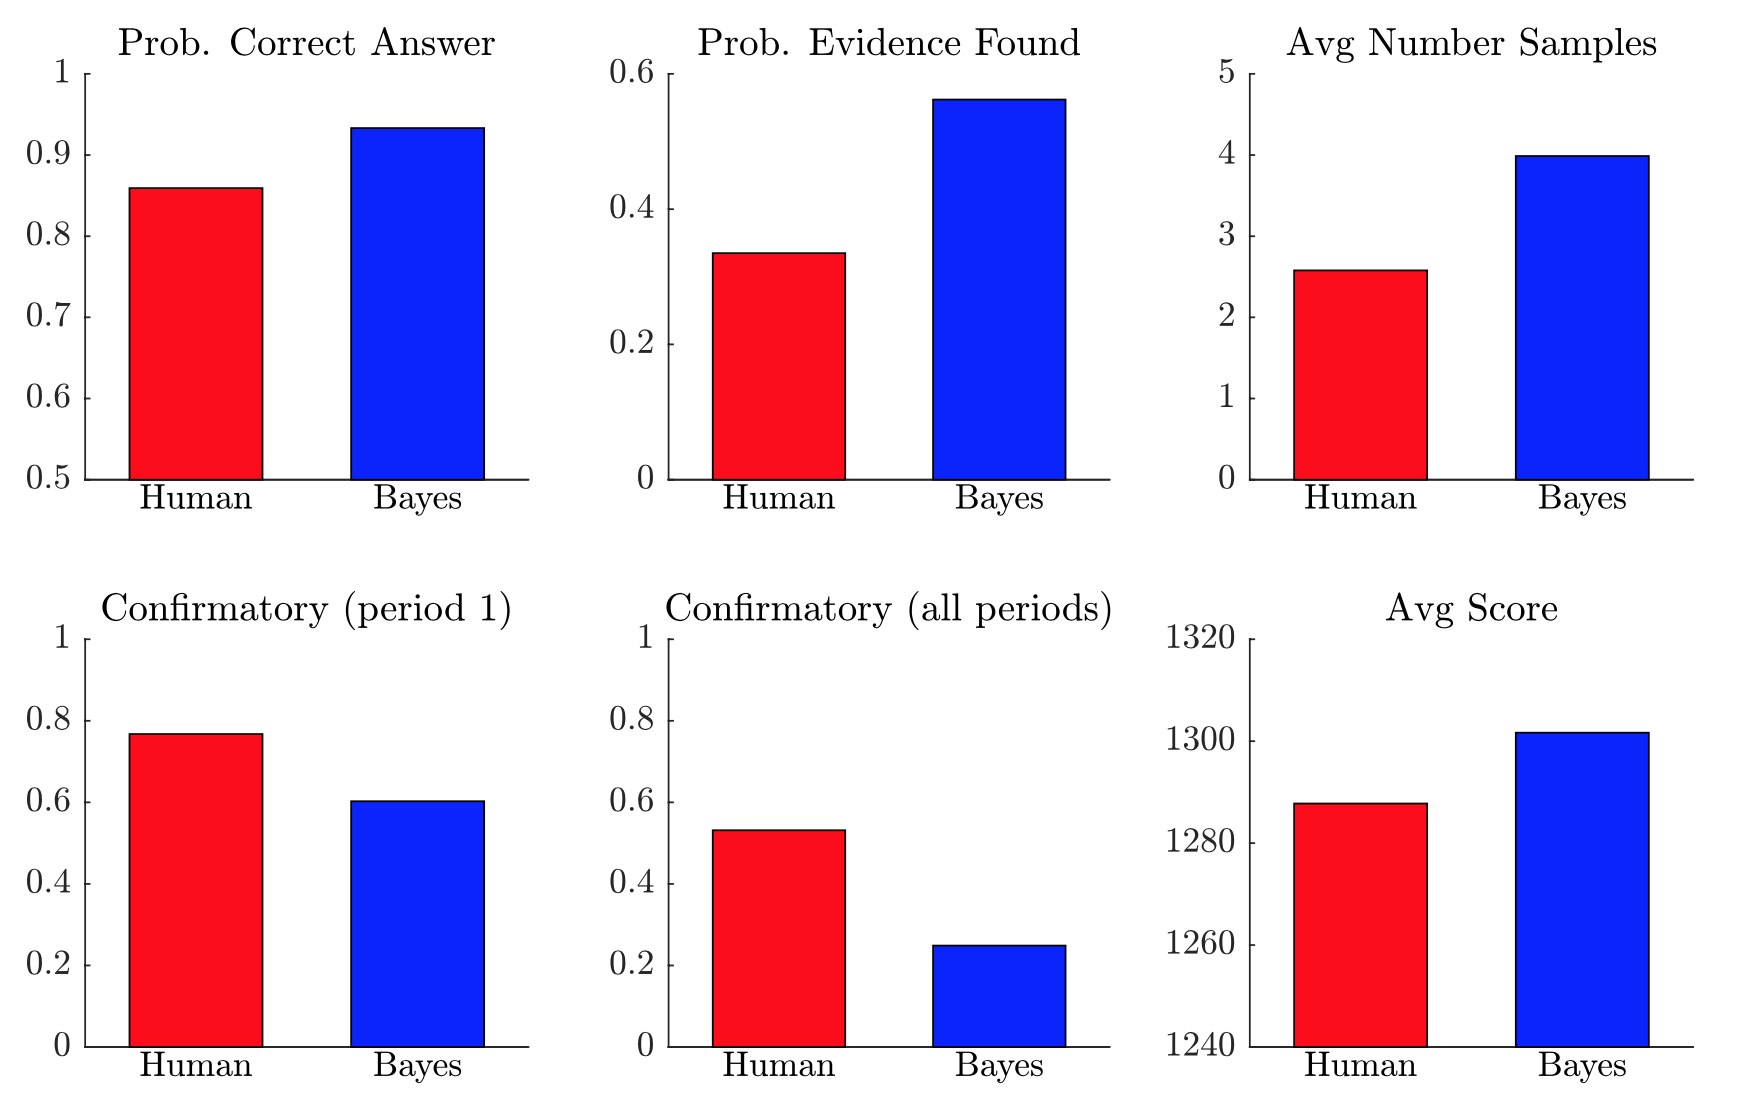 Prob. Correct Answer
1
0.9
0.8
0.7
0.6
0.5
Human
Bayes
Prob. Evidence Found
0.6
0.4
0.2
0
Human
Bayes
Avg Number Samples
5
4
3
2
1
0
Human
Bayes
Confirmatory (period 1)
1
0.8
0.6
0.4
0.2
0
Human
Bayes
Confirmatory (all periods)
1
0.8
0.6
0.4
0.2
0
Human
Bayes
Avg Score
1320
1300
1280
1260
1240
Human
Bayes